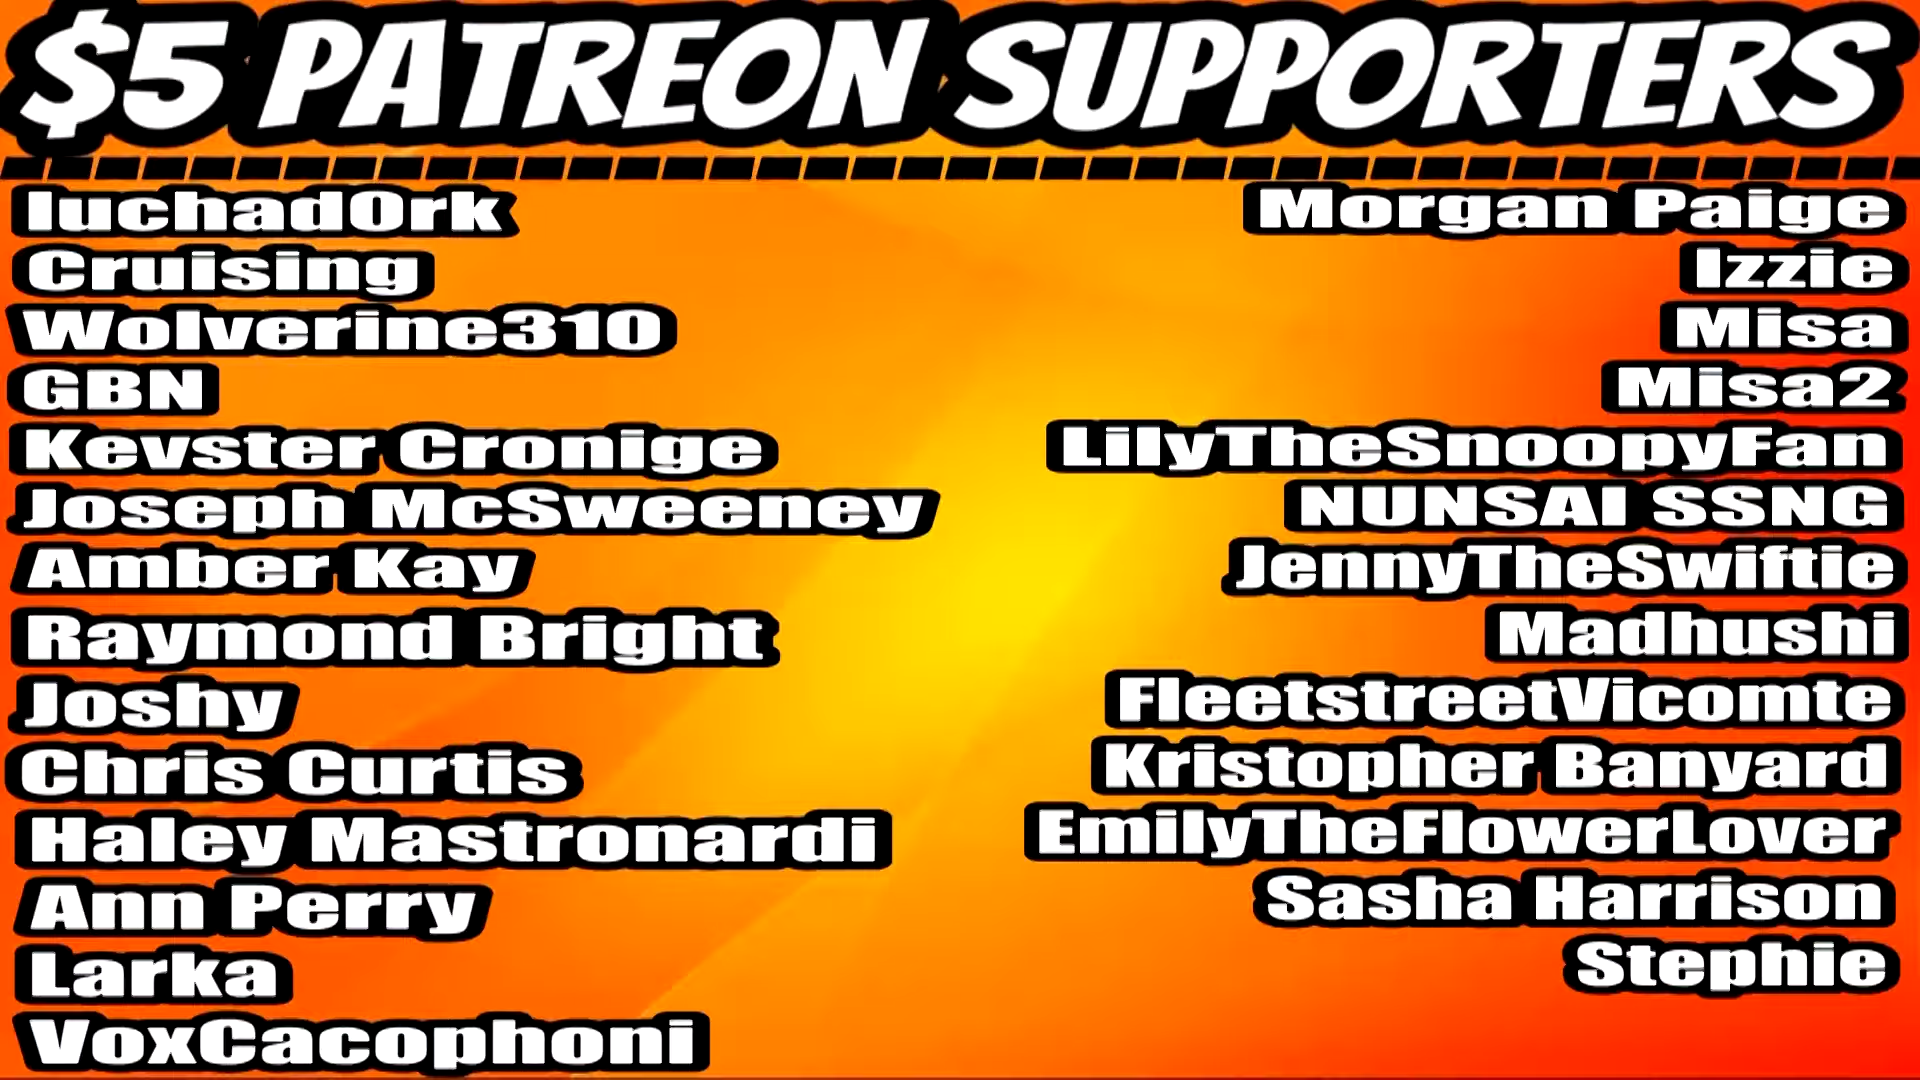 $5 PATREON SUPPORTERS
luchad0rk
Cruising
Wolverine310
GBN
Kevster Cronige
Joseph McSweeney
Amber Kay
Raymond Bright
Joshy
Chris Curtis
Haley Mastronardi
Ann Perry
Larka
VoxCacophoni
Morgan Paige
Izzie
Misa
Misa2
LilyTheSnoopyFan
NUNSAI SSNG
JennyTheSwiftie
Madhushi
FleetstreetVicomte
Kristopher Banyard
EmilyTheFlowerLover
Sasha Harrison
Stephie